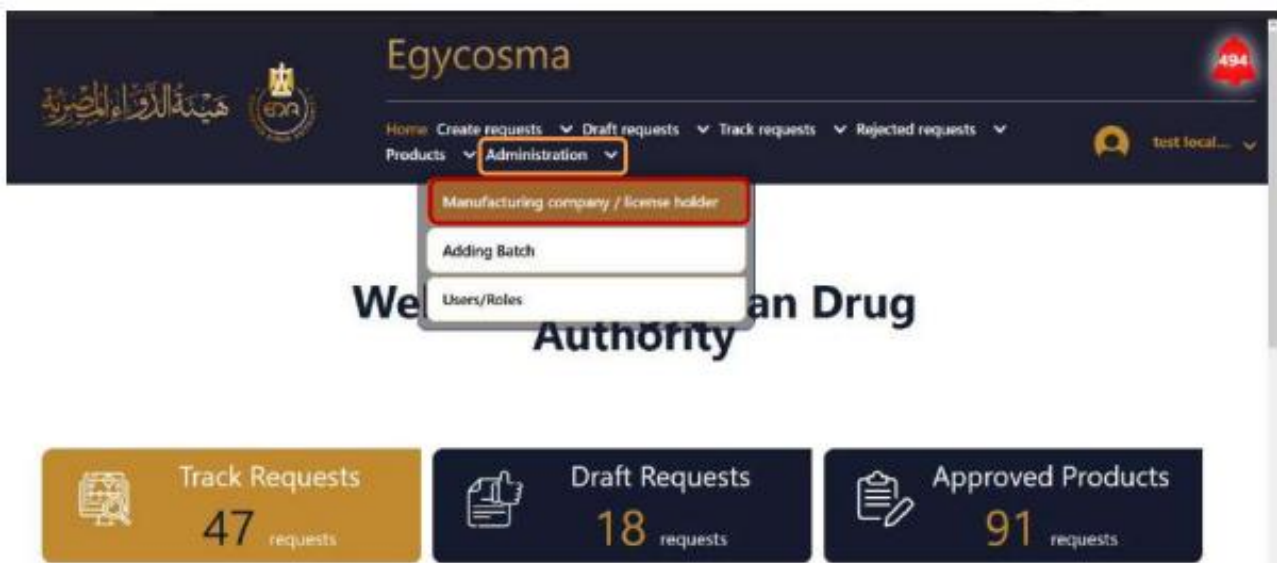 Egycosma
494
هيئة الدواء المصرية
EDA
Home Create requests Draft requests Track requests Rejected requests
Products Administration
test local...
Manufacturing company / license holder
Adding Batch
Users/Roles
We an Drug
Authority
Track Requests
47 requests
Draft Requests
18 requests
Approved Products
91 requests